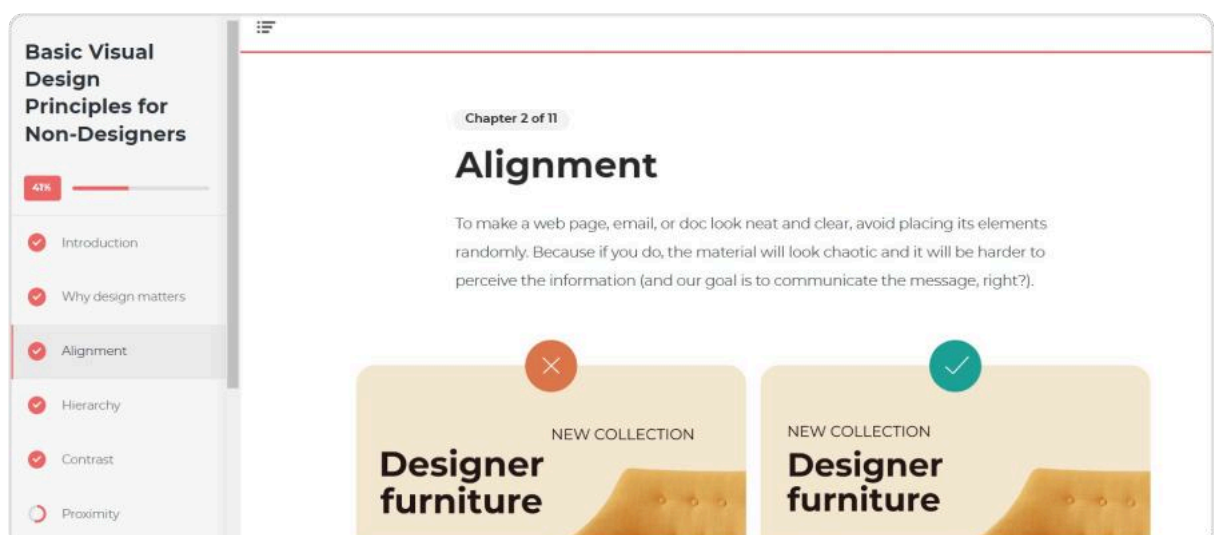 Basic Visual
Design
Principles for
Non-Designers
41%
Introduction
Why design matters
Alignment
Hierarchy
Contrast
Proximity
Chapter 2 of 11
Alignment
To make a web page, email, or doc look neat and clear, avoid placing its elements
randomly. Because if you do, the material will look chaotic and it will be harder to
perceive the information (and our goal is to communicate the message, right?).
NEW COLLECTION
Designer
furniture
NEW COLLECTION
Designer
furniture